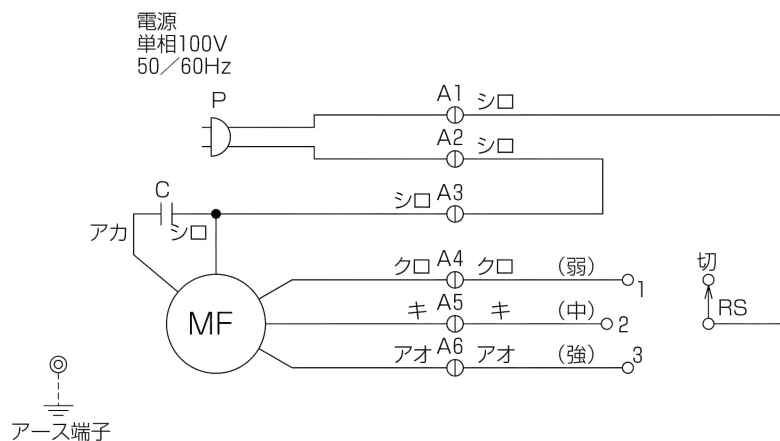 電源
単相100V
50／60Hz
P
A1 シロ
A2 シロ
C
シロ A3
アカ シロ
クロ A4 クロ (弱) 1
切
MF
キ A5 キ (中) 2
RS
アオ A6 アオ (強) 3
アース端子